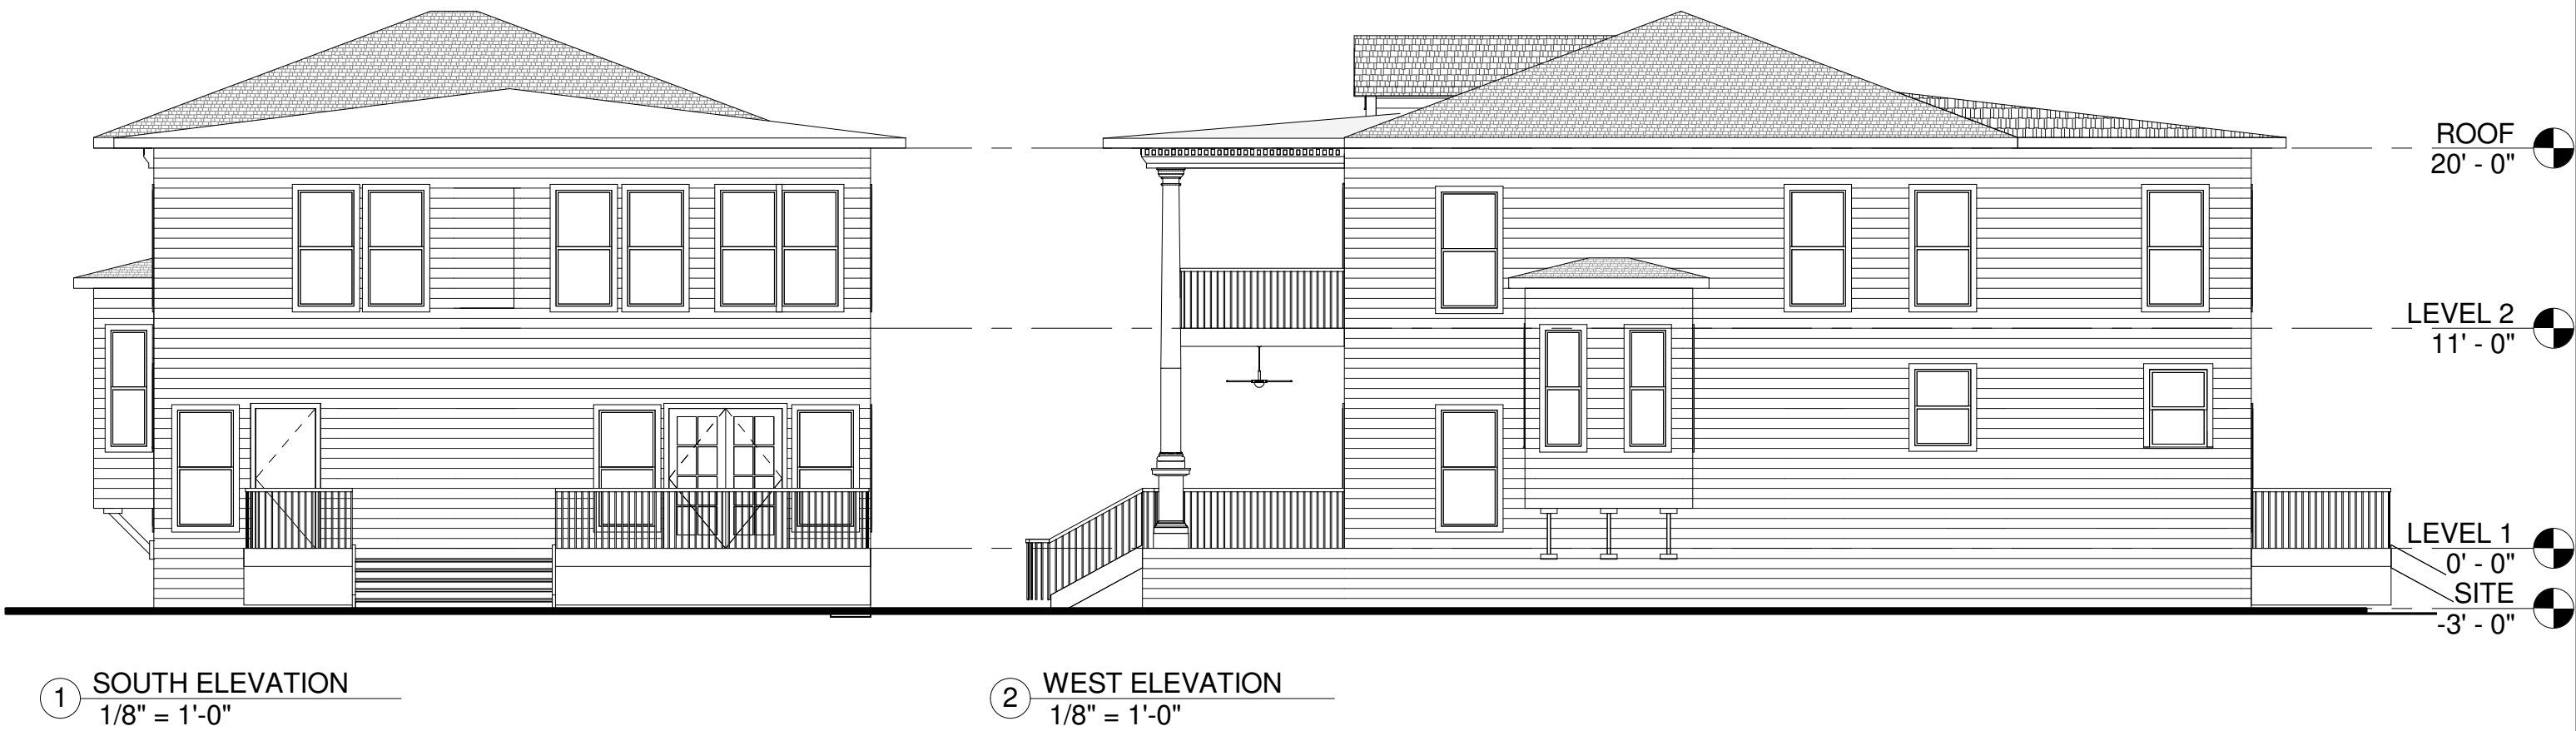 ROOF
20' - 0"
LEVEL 2
11' - 0"
LEVEL 1
0' - 0"
SITE
-3' - 0"
1 SOUTH ELEVATION
1/8" = 1'-0"
2 WEST ELEVATION
1/8" = 1'-0"